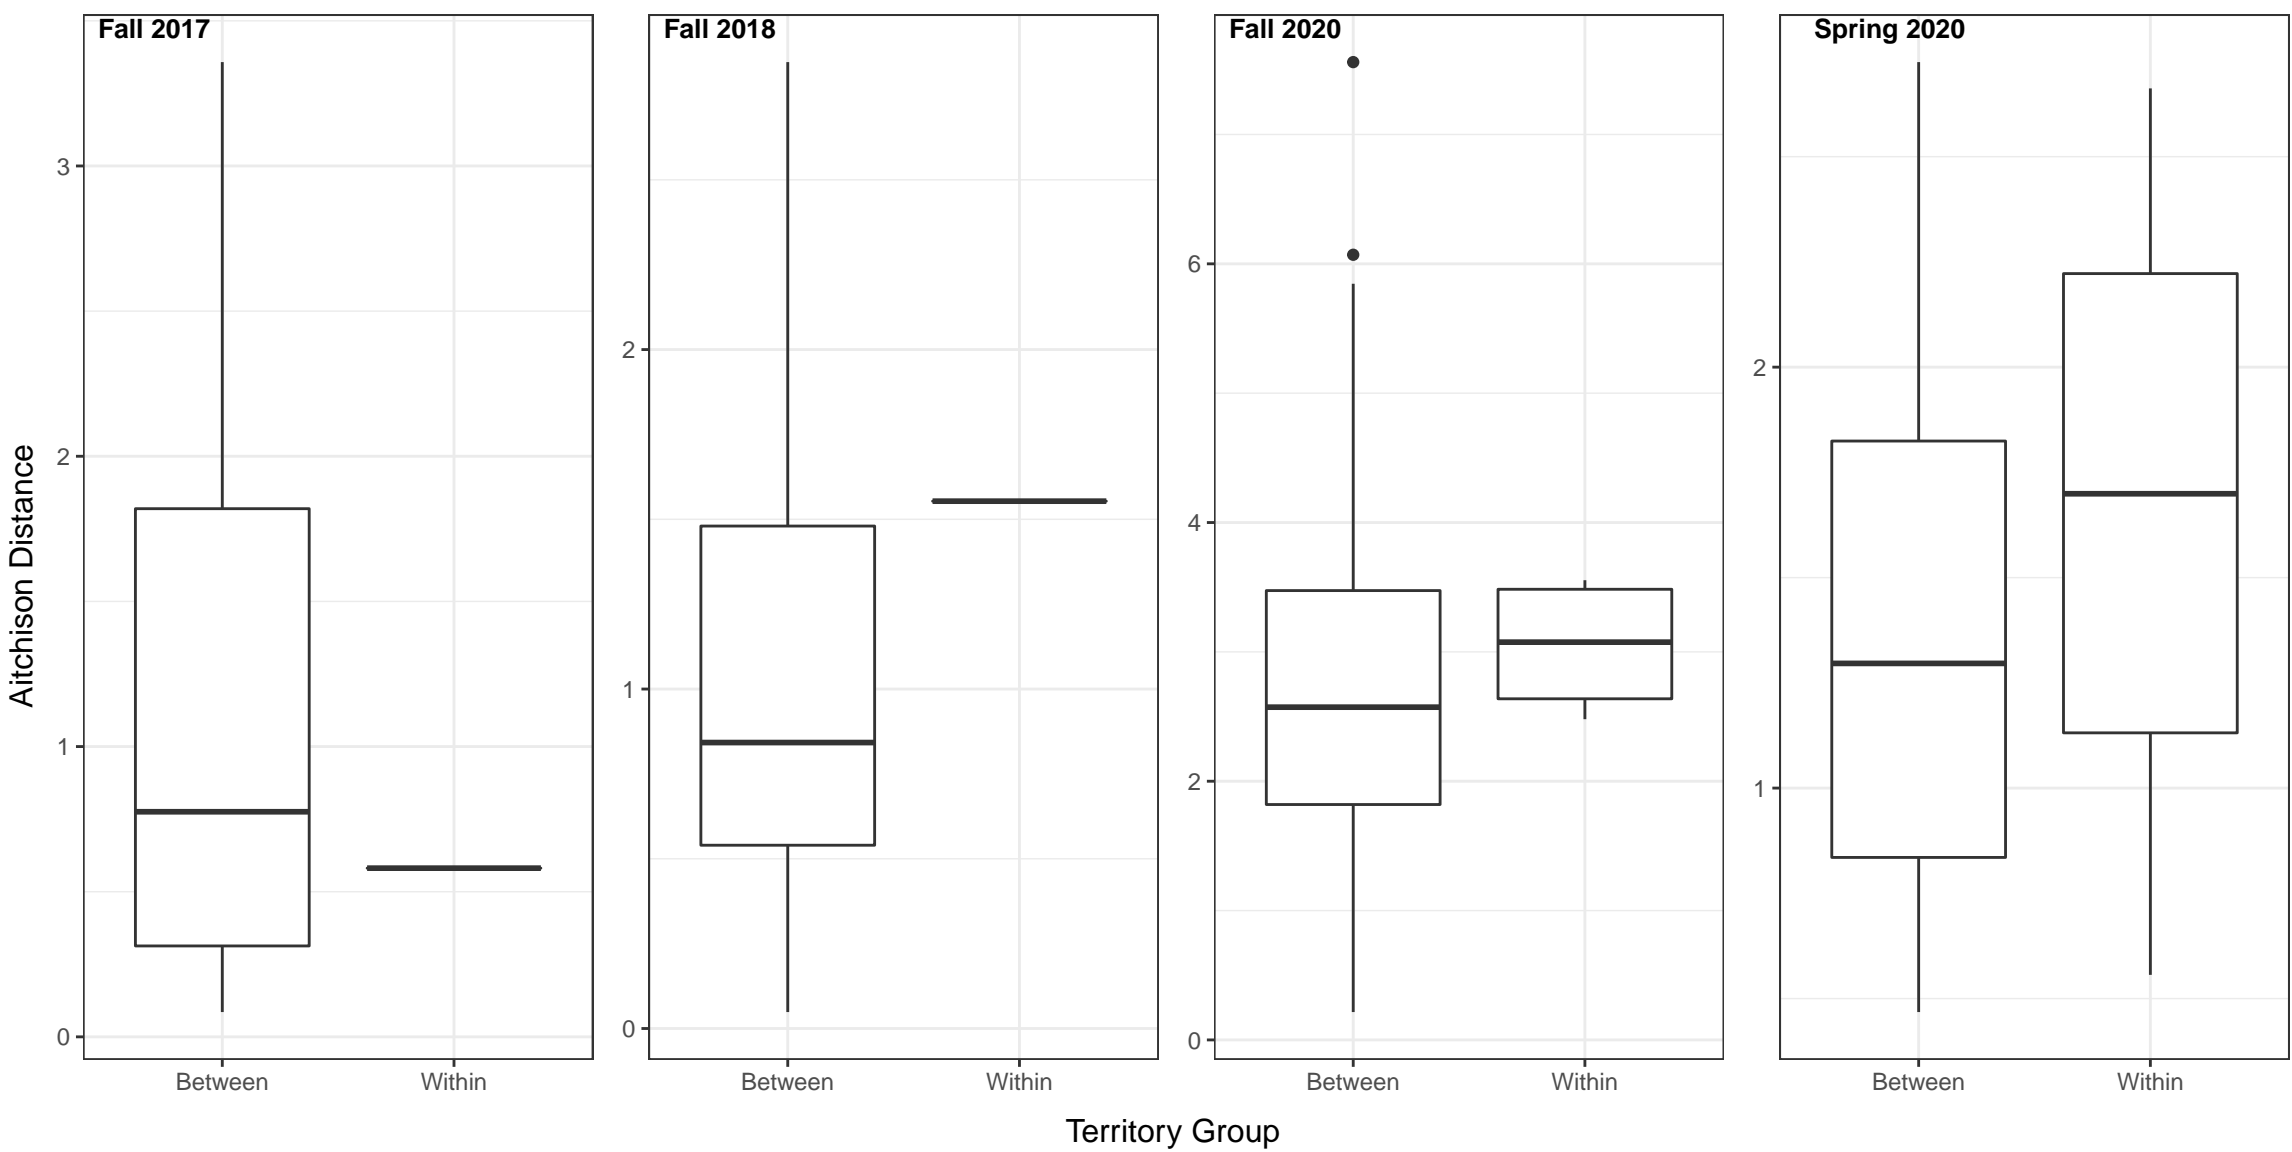 Fall 2017
Fall 2018
Fall 2020
Spring 2020
Aitchison Distance
3
2
1
0
2
1
0
6
4
2
0
2
1
Between
Within
Between
Within
Between
Within
Between
Within
Territory Group